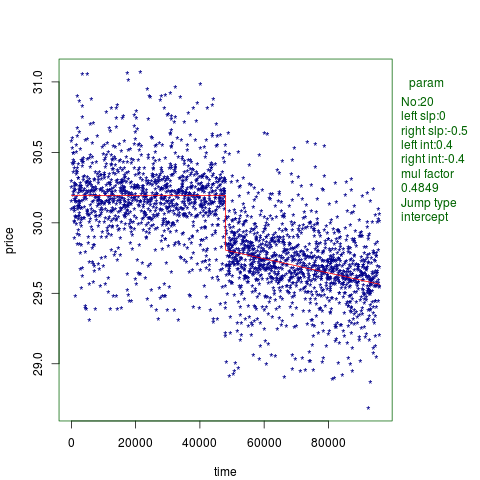 param
No:20
left slp:0
right slp:-0.5
left int:0.4
right int:-0.4
mul factor
0.4849
Jump type
intercept
31.0
30.5
30.0
29.5
29.0
price
0 20000 40000 60000 80000
time